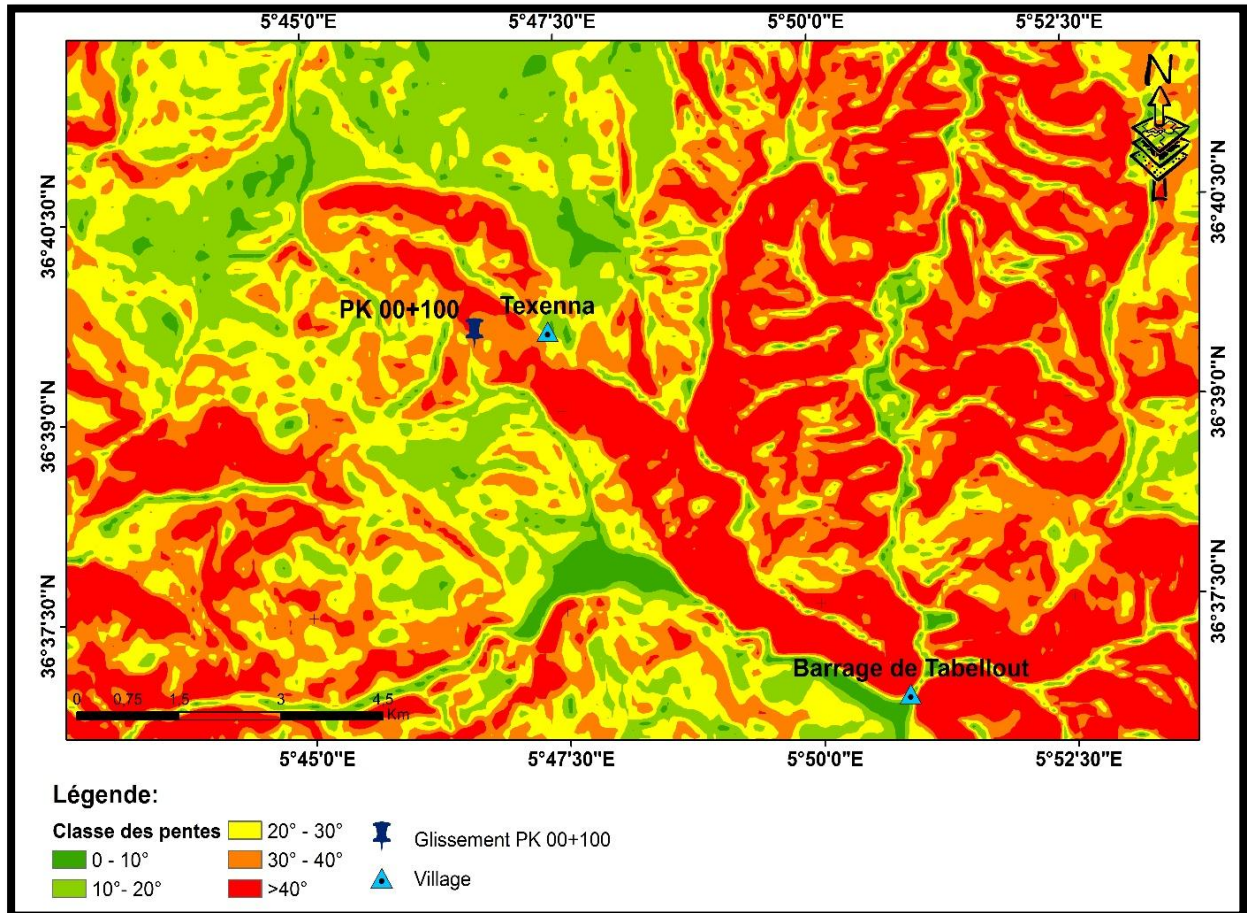 5°45'0"E 5°47'30"E 5°50'0"E 5°52'30"E
N
36°40'30"N 36°40'30"N
PK 00+100 Texenna
36°39'0"N 36°39'0"N
36°37'30"N 36°37'30"N
Barrage de Tabellout
0 0.75 1.5 3 4.5
Km
5°45'0"E 5°47'30"E 5°50'0"E 5°52'30"E
Légende:
Classe des pentes
0 - 10°
10°- 20°
20° - 30°
30° - 40°
>40°
Glissement PK 00+100
Village